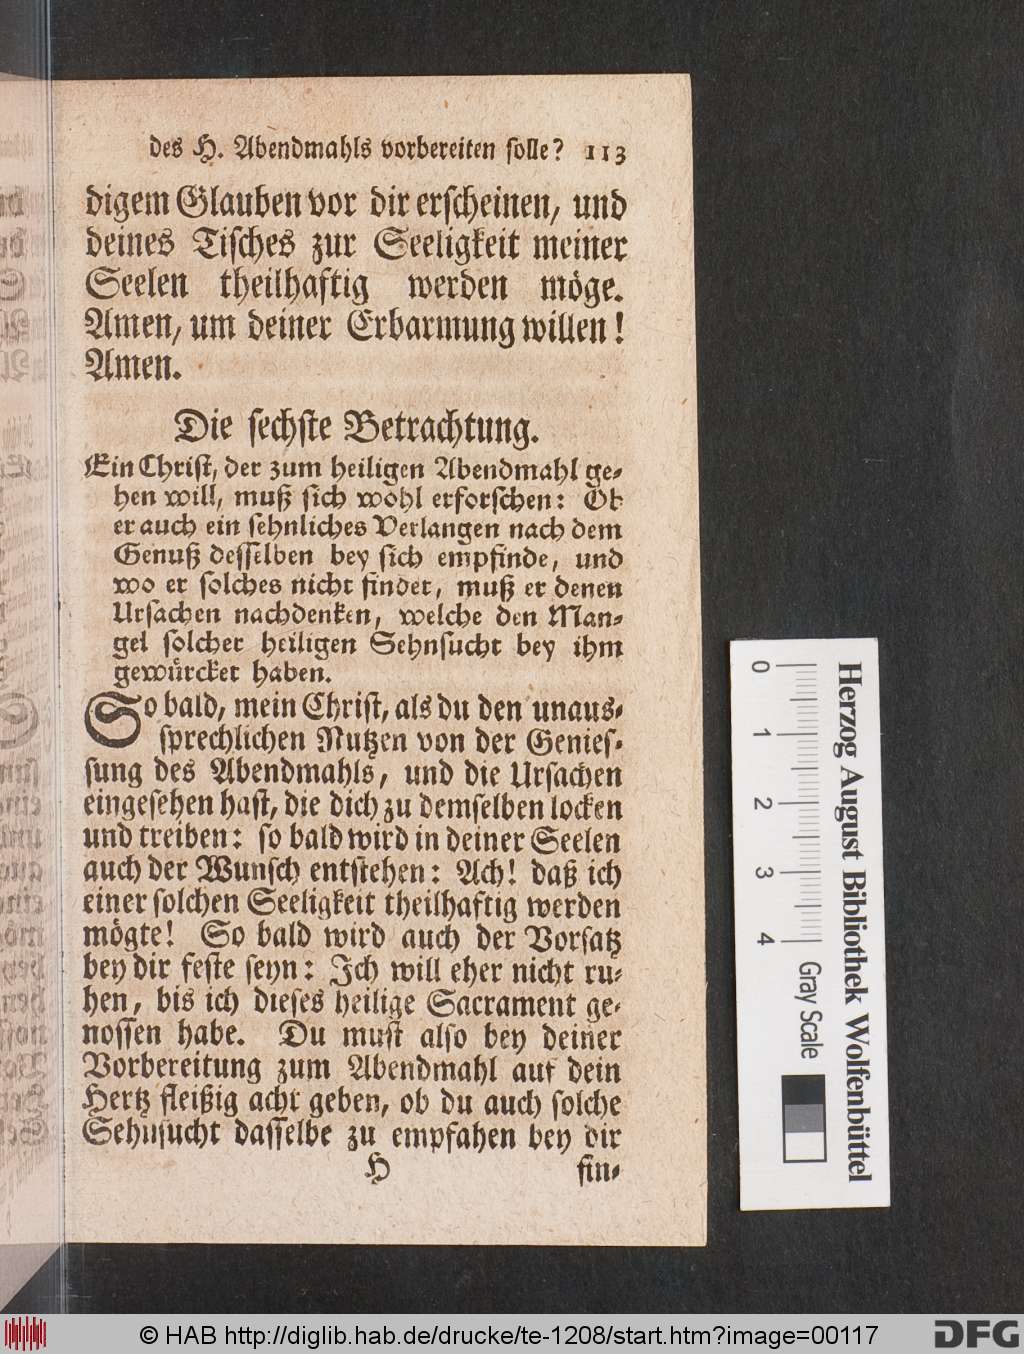 des H. Abendmahls vorbereiten solle? 113
digem Glauben vor dir erscheinen, und
deines Tisches zur Seeligkeit meiner
Seelen theilhaftig werden möge.
Amen, um deiner Erbarmung willen!
Amen.
Die sechste Betrachtung.
Ein Christ, der zum heiligen Abendmahl ge-
hen will, muß sich wohl erforschen: Ob
er auch ein sehnliches Verlangen nach dem
Genuß desselben bey sich empfinde, und
wo er solches nicht findet, muß er denen
Ursachen nachdenken, welche den Man-
gel solcher heiligen Sehnsucht bey ihm
gewürcket haben.
So bald, mein Christ, als du den unaus-
sprechlichen Nutzen von der Genies-
sung des Abendmahls, und die Ursachen
eingesehen hast, die dich zu demselben locken
und treiben: so bald wird in deiner Seelen
auch der Wunsch entstehen: Ach! daß ich
einer solchen Seeligkeit theilhaftig werden
mögte! So bald wird auch der Vorsatz
bey dir feste seyn: Ich will eher nicht ru-
hen, bis ich dieses heilige Sacrament ge-
nossen habe. Du must also bey deiner
Vorbereitung zum Abendmahl auf dein
Hertz fleißig acht geben, ob du auch solche
Sehnsucht dasselbe zu empfahen bey dir
H fin-
0 1 2 3 4 Gray Scale
Herzog August Bibliothek Wolfenbüttel
© HAB http://diglib.hab.de/drucke/te-1208/start.htm?image=00117
DFG